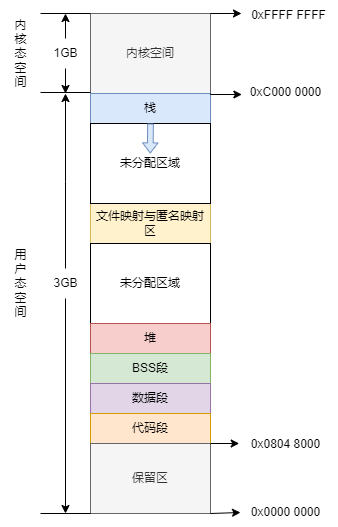 0xFFFF FFFF
内核态空间
1GB
内核空间
0xC000 0000
栈
未分配区域
文件映射与匿名映射
区
用户态空间
3GB
未分配区域
堆
BSS段
数据段
代码段
0x0804 8000
保留区
0x0000 0000